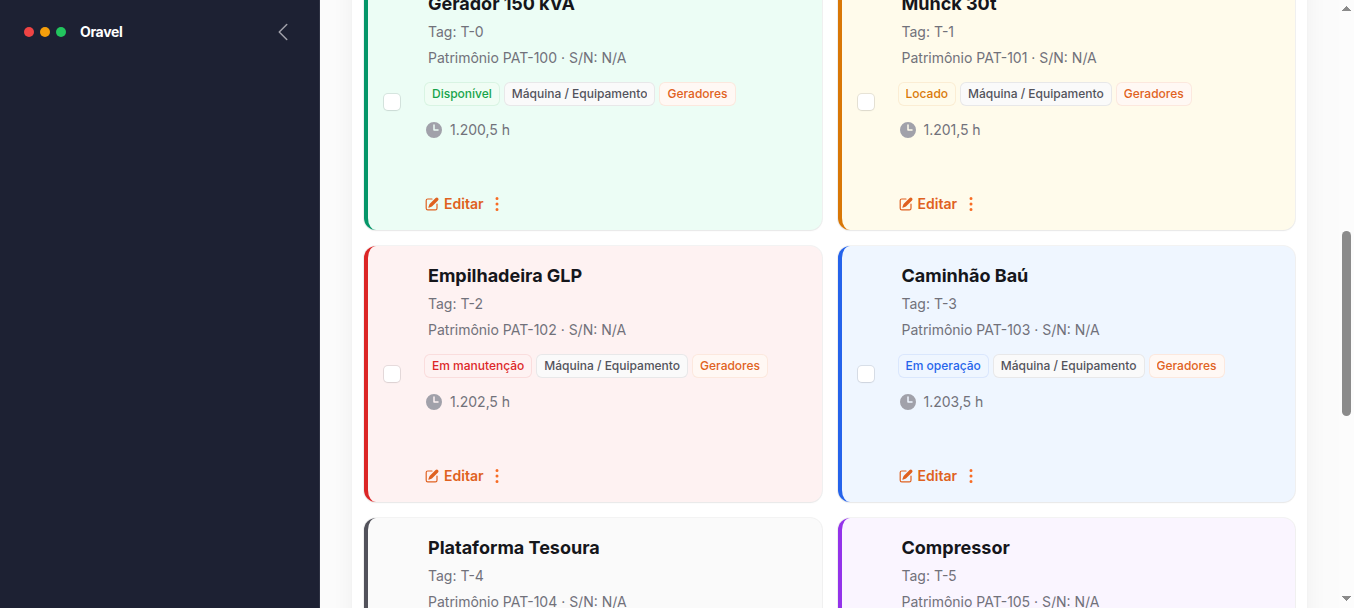 Oravel
Gerador 150 kVA
Tag: T-0
Patrimônio PAT-100 · S/N: N/A
Disponível Máquina / Equipamento Geradores
1.200,5 h
Editar
Munck 30t
Tag: T-1
Patrimônio PAT-101 · S/N: N/A
Locado Máquina / Equipamento Geradores
1.201,5 h
Editar
Empilhadeira GLP
Tag: T-2
Patrimônio PAT-102 · S/N: N/A
Em manutenção Máquina / Equipamento Geradores
1.202,5 h
Editar
Caminhão Baú
Tag: T-3
Patrimônio PAT-103 · S/N: N/A
Em operação Máquina / Equipamento Geradores
1.203,5 h
Editar
Plataforma Tesoura
Tag: T-4
Patrimônio PAT-104 · S/N: N/A
Compressor
Tag: T-5
Patrimônio PAT-105 · S/N: N/A